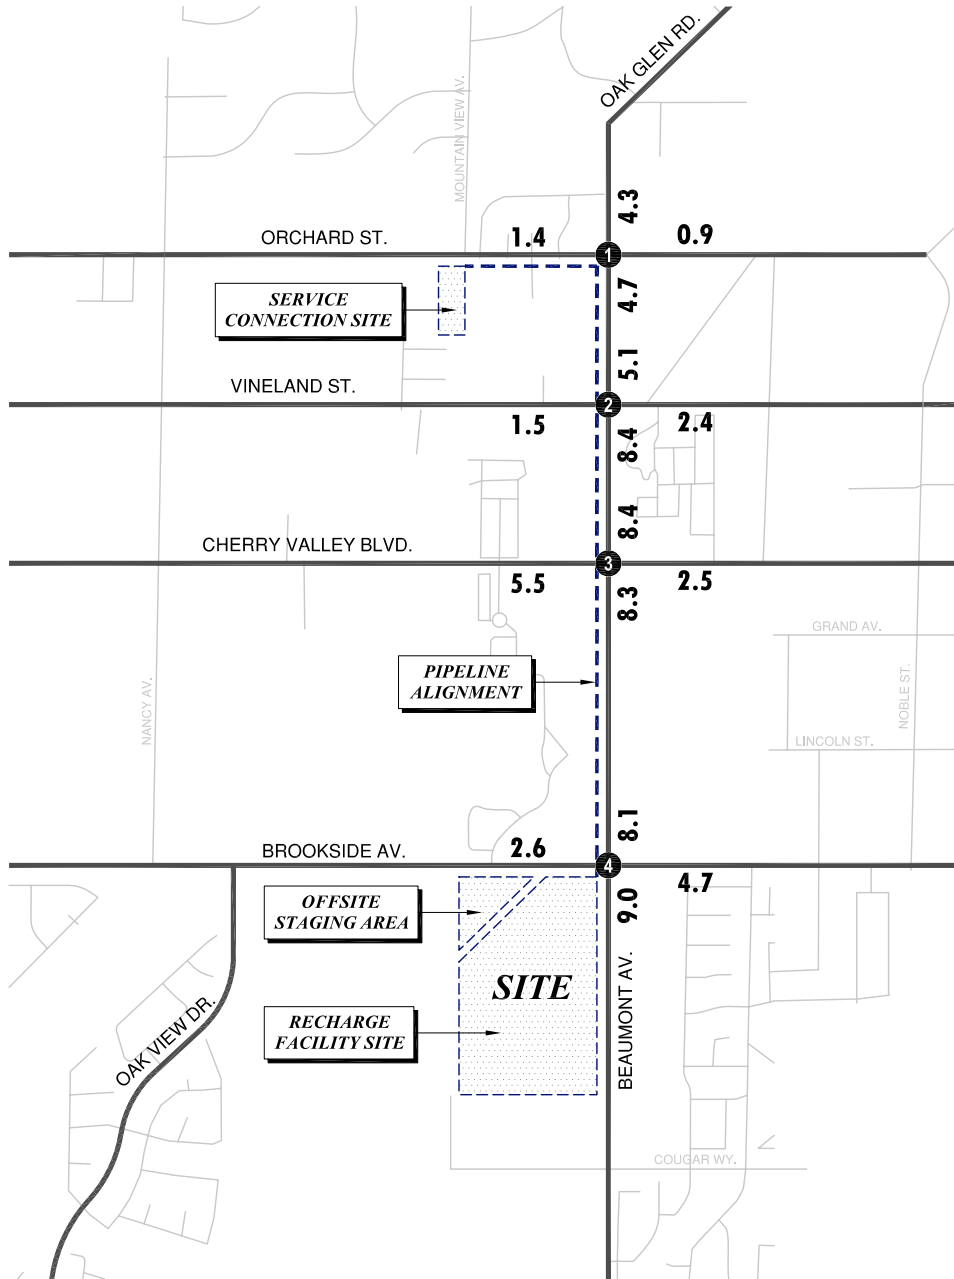 OAK GLEN RD.
MOUNTAIN VIEW AV.
4.3
ORCHARD ST.
1.4
0.9
1
4.7
SERVICE
CONNECTION SITE
5.1
VINELAND ST.
2
1.5
2.4
8.4
8.4
CHERRY VALLEY BLVD.
3
5.5
2.5
8.3
GRAND AV.
PIPELINE
ALIGNMENT
NANCY AV.
NOBLE ST.
LINCOLN ST.
8.1
BROOKSIDE AV.
2.6
4
4.7
9.0
OFFSITE
STAGING AREA
SITE
BEAUMONT AV.
RECHARGE
FACILITY SITE
OAK VIEW DR.
COUGAR WY.